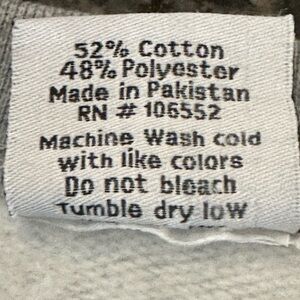 52% Cotton
48% Polyester
Made in Pakistan
RN # 106552
Machine Wash cold
with like colors
Do not bleach
Tumble dry low